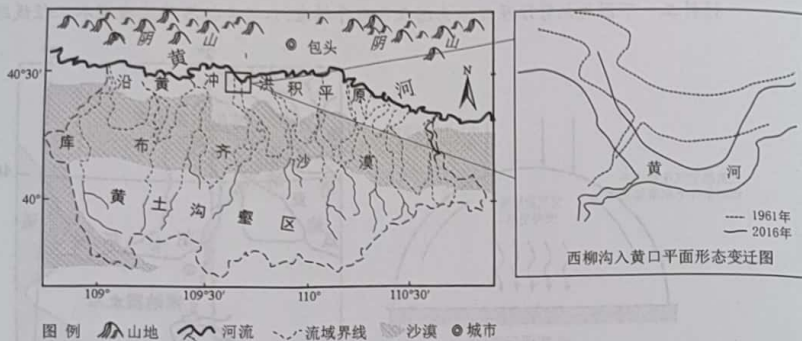 阴 山 阴 山
包头
黄
40°30′ 沿 黄 冲 洪 积 平 原 河
N
库 布 齐 沙 漠
40°
黄 土 沟 壑 区
109° 109°30′ 110° 110°30′
黄 河
1961年
2016年
西柳沟入黄口平面形态变迁图
图 例 山地 河流 流域界线 沙漠 城市